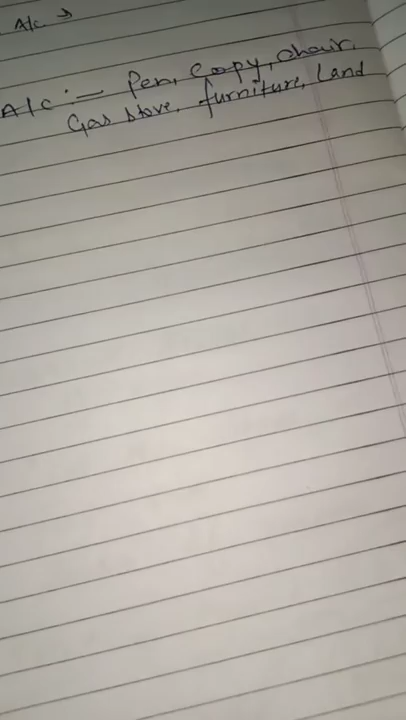 A/c →
A/c :- Pen, Copy, chair,
Gas stove, furniture, Land